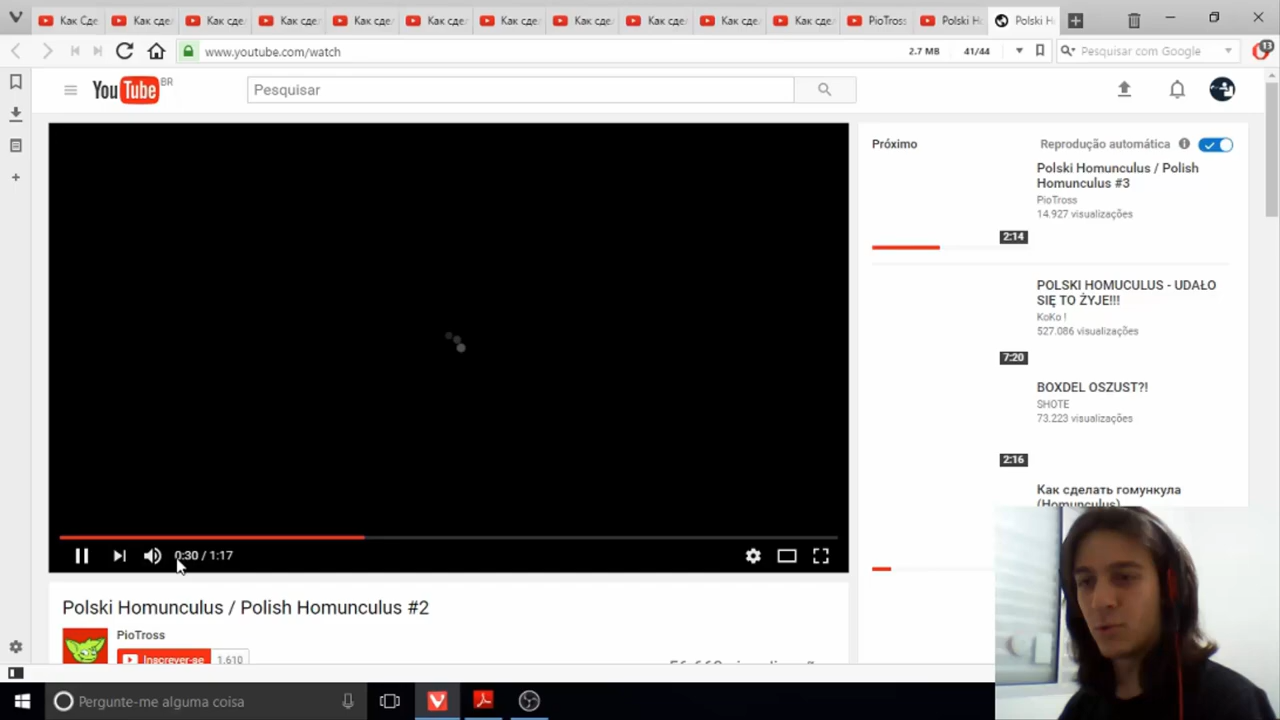 Как Сд
Как сде
Как сде
Как сде
Как сде
Как сде
Как сде
Как сде
Как сде
Как сде
Как сде
PioTross
Polski H
Polski H
www.youtube.com/watch
2.7 MB
41/44
Pesquisar com Google
13
YouTube BR
Pesquisar
Próximo
Reprodução automática
Polski Homunculus / Polish
Homunculus #3
PioTross
14.927 visualizações
2:14
POLSKI HOMUCULUS - UDAŁO
SIĘ TO ŻYJE!!!
KoKo !
527.086 visualizações
7:20
BOXDEL OSZUST?!
SHOTE
73.223 visualizações
2:16
Как сделать гомункула
(Homunculus)
0:30 / 1:17
Polski Homunculus / Polish Homunculus #2
PioTross
Inscrever-se
1.610
Pergunte-me alguma coisa